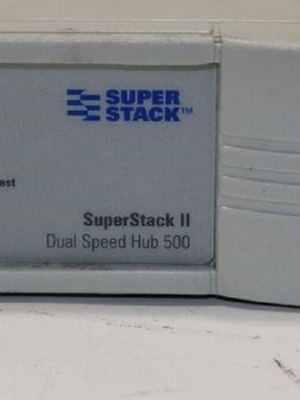 SUPER
STACK™
SuperStack II
Dual Speed Hub 500